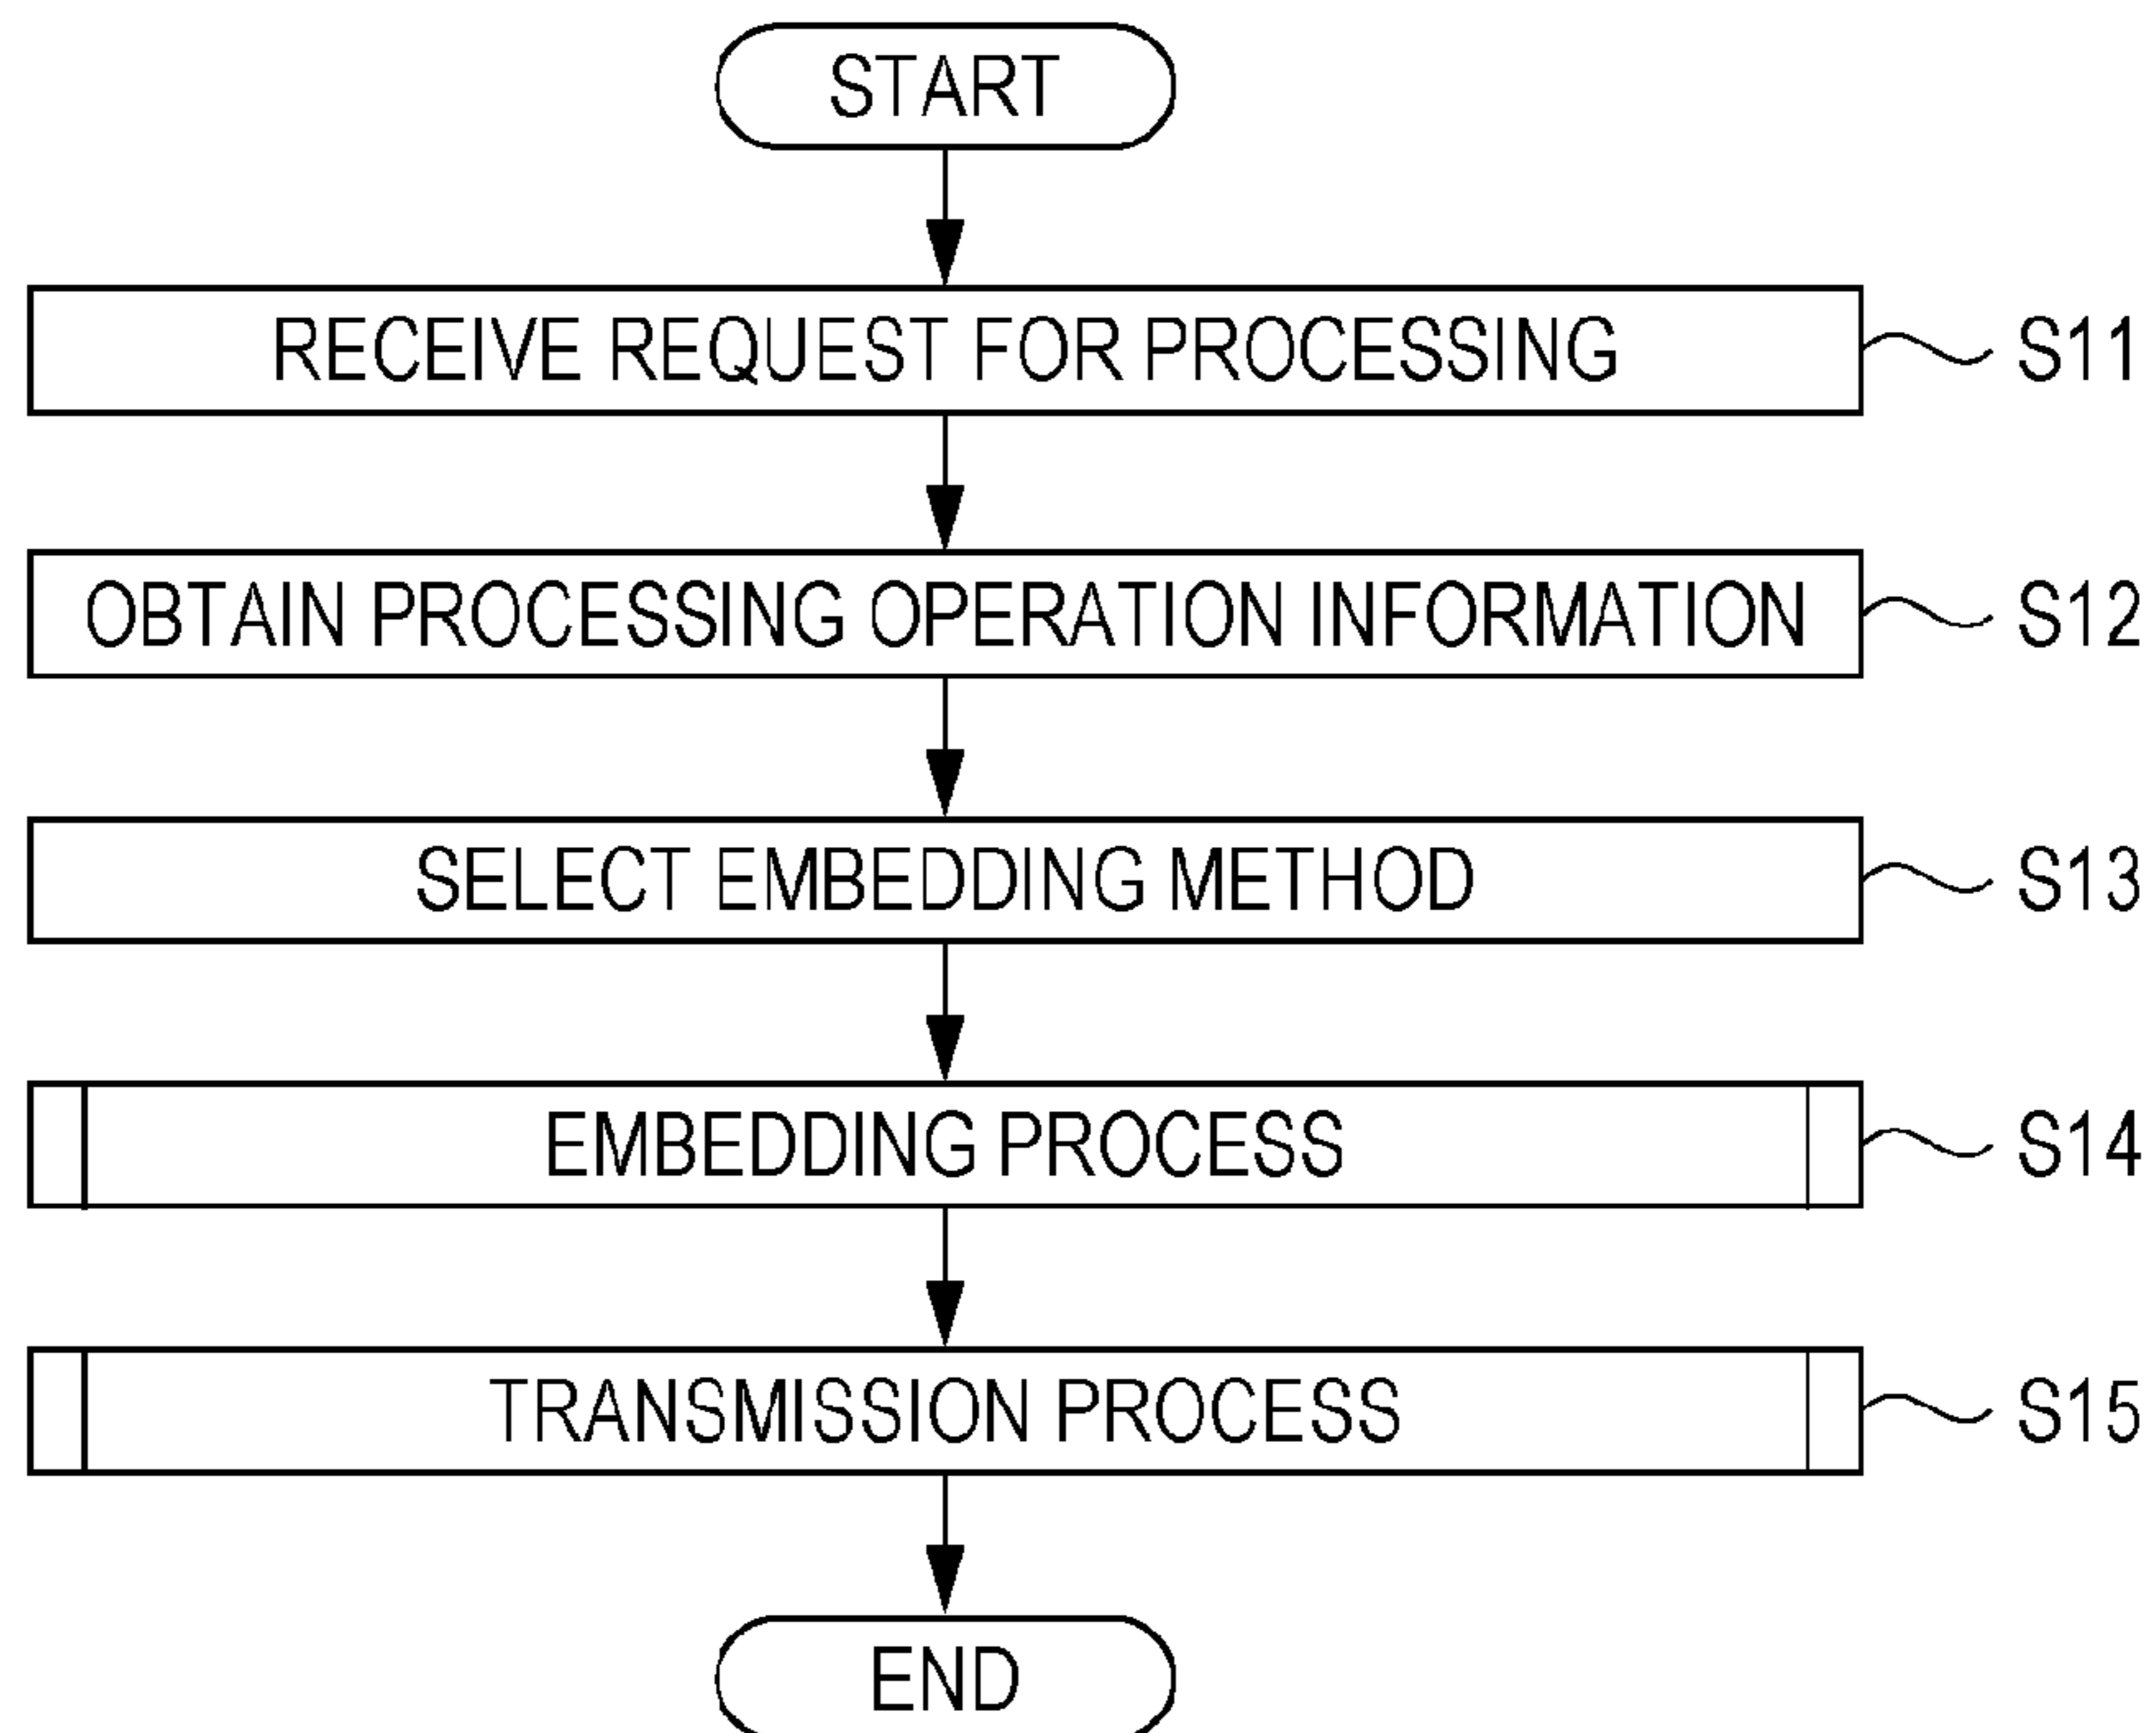 START
RECEIVE REQUEST FOR PROCESSING S11
OBTAIN PROCESSING OPERATION INFORMATION S12
SELECT EMBEDDING METHOD S13
EMBEDDING PROCESS S14
TRANSMISSION PROCESS S15
END